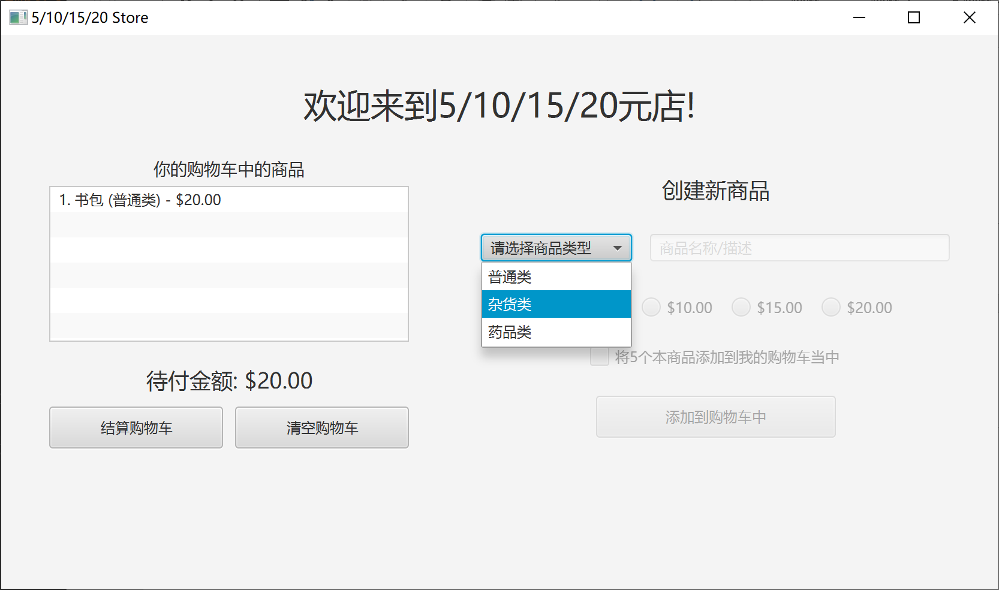 5/10/15/20 Store
欢迎来到5/10/15/20元店!
你的购物车中的商品
1. 书包 (普通类) - $20.00
待付金额: $20.00
结算购物车
清空购物车
创建新商品
请选择商品类型
商品名称/描述
普通类
杂货类
药品类
$10.00
$15.00
$20.00
将5个本商品添加到我的购物车当中
添加到购物车中